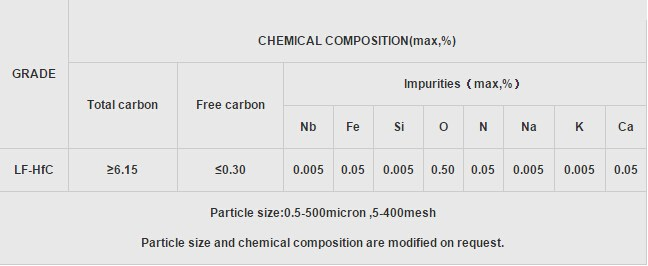 GRADE
CHEMICAL COMPOSITION(max,%)
Total carbon
Free carbon
Impurities（max,%）
Nb Fe Si O N Na K Ca
LF-HfC ≥6.15 ≤0.30 0.005 0.05 0.005 0.50 0.05 0.005 0.005 0.05
Particle size:0.5-500micron ,5-400mesh
Particle size and chemical composition are modified on request.